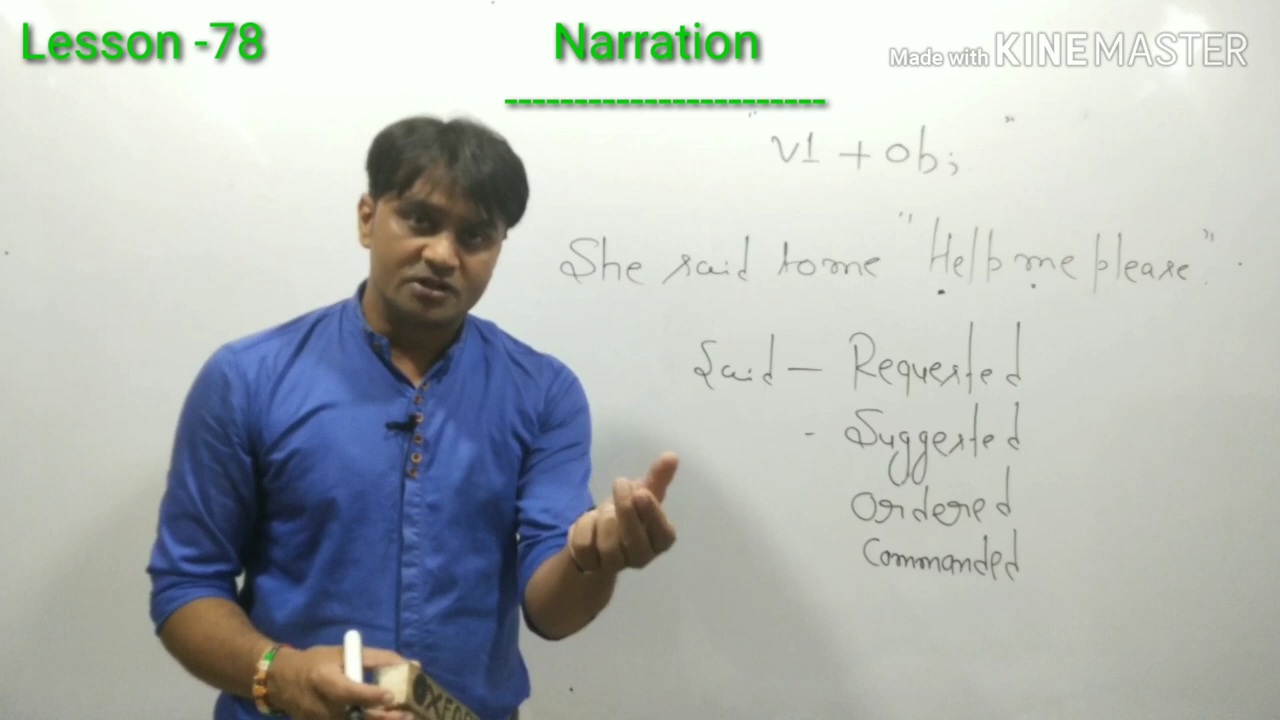 Lesson -78
Narration
Made with KINEMASTER
-----------------------
"V1 + obj"
She said to me "Help me please".
Said — Requested
- Suggested
Ordered
Commanded